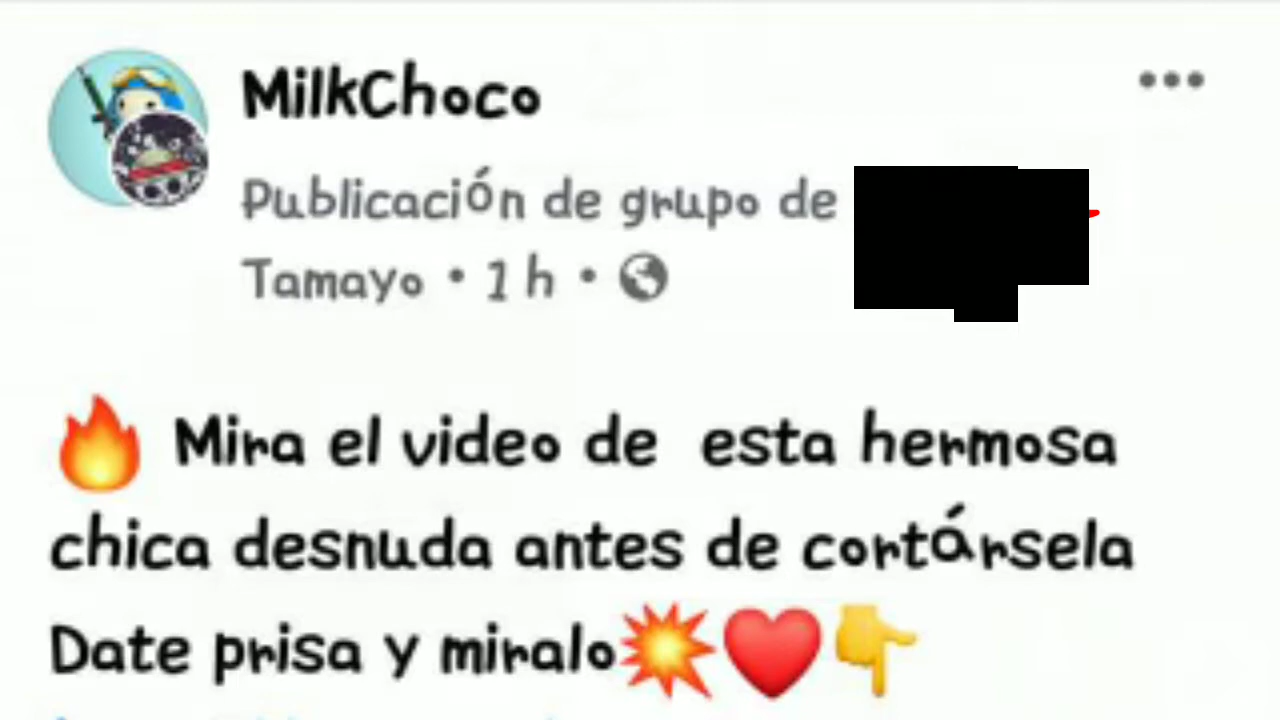 MilkChoco
Publicación de grupo de
Tamayo • 1 h •
🔥 Mira el video de esta hermosa
chica desnuda antes de cortársela
Date prisa y miralo💥❤️👇